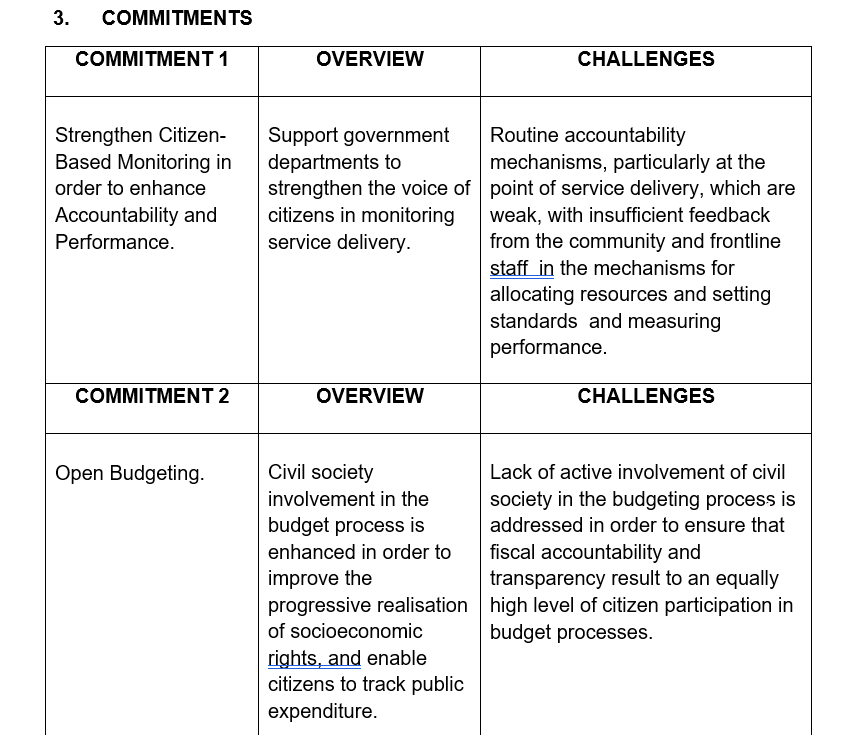 3. COMMITMENTS
COMMITMENT 1 OVERVIEW CHALLENGES
Strengthen Citizen-
Based Monitoring in
order to enhance
Accountability and
Performance.
Support government
departments to
strengthen the voice of
citizens in monitoring
service delivery.
Routine accountability
mechanisms, particularly at the
point of service delivery, which are
weak, with insufficient feedback
from the community and frontline
staff  in the mechanisms for
allocating resources and setting
standards  and measuring
performance.
COMMITMENT 2 OVERVIEW CHALLENGES
Open Budgeting.
Civil society
involvement in the
budget process is
enhanced in order to
improve the
progressive realisation
of socioeconomic
rights, and enable
citizens to track public
expenditure.
Lack of active involvement of civil
society in the budgeting process is
addressed in order to ensure that
fiscal accountability and
transparency result to an equally
high level of citizen participation in
budget processes.